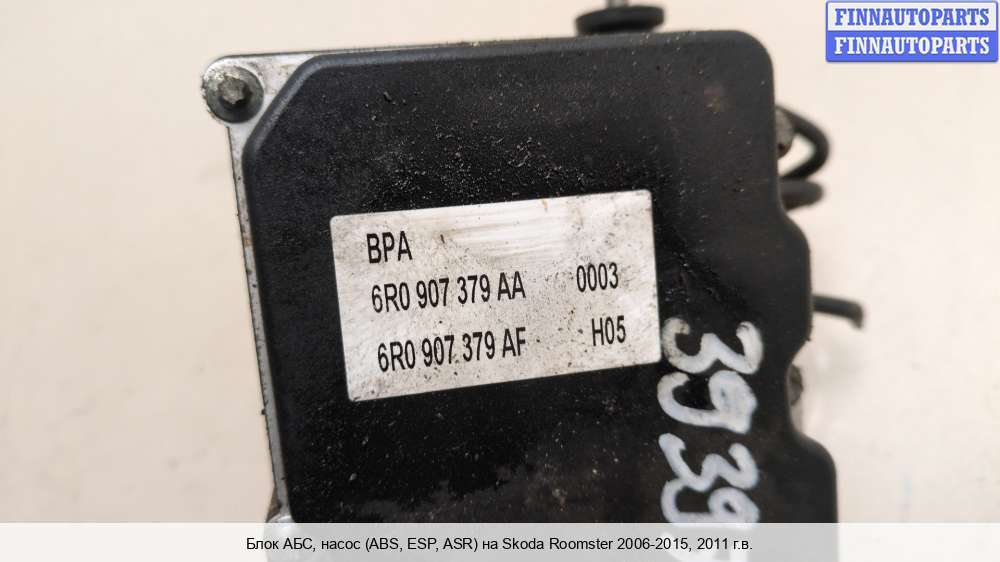 FINNAUTOPARTS
FINNAUTOPARTS
BPA
6R0 907 379 AA 0003
6R0 907 379 AF H05
Блок АБС, насос (ABS, ESP, ASR) на Skoda Roomster 2006-2015, 2011 г.в.